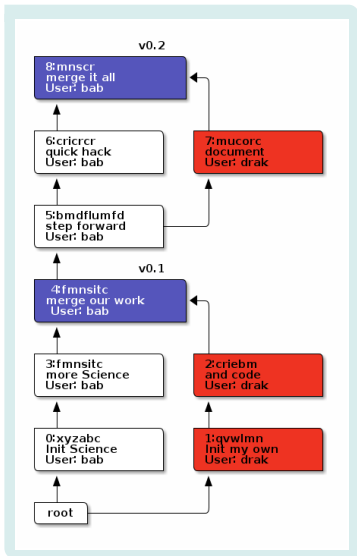 v0.2
8:mnscr
merge it all
User: bab
6:cricrcr
quick hack
User: bab
7:mucorc
document
User: drak
5:bmdflumfd
step forward
User: bab
v0.1
4:fmnsitc
merge our work
User: bab
3:fmnsitc
more Science
User: bab
2:criebm
and code
User: drak
0:xyzabc
Init Science
User: bab
1:qvwlmn
Init my own
User: drak
root